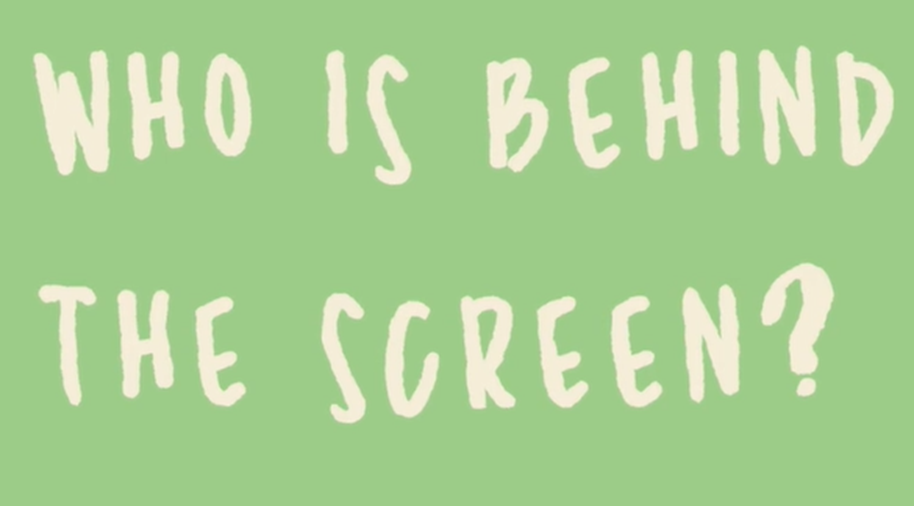 WHO IS BEHIND
THE SCREEN?